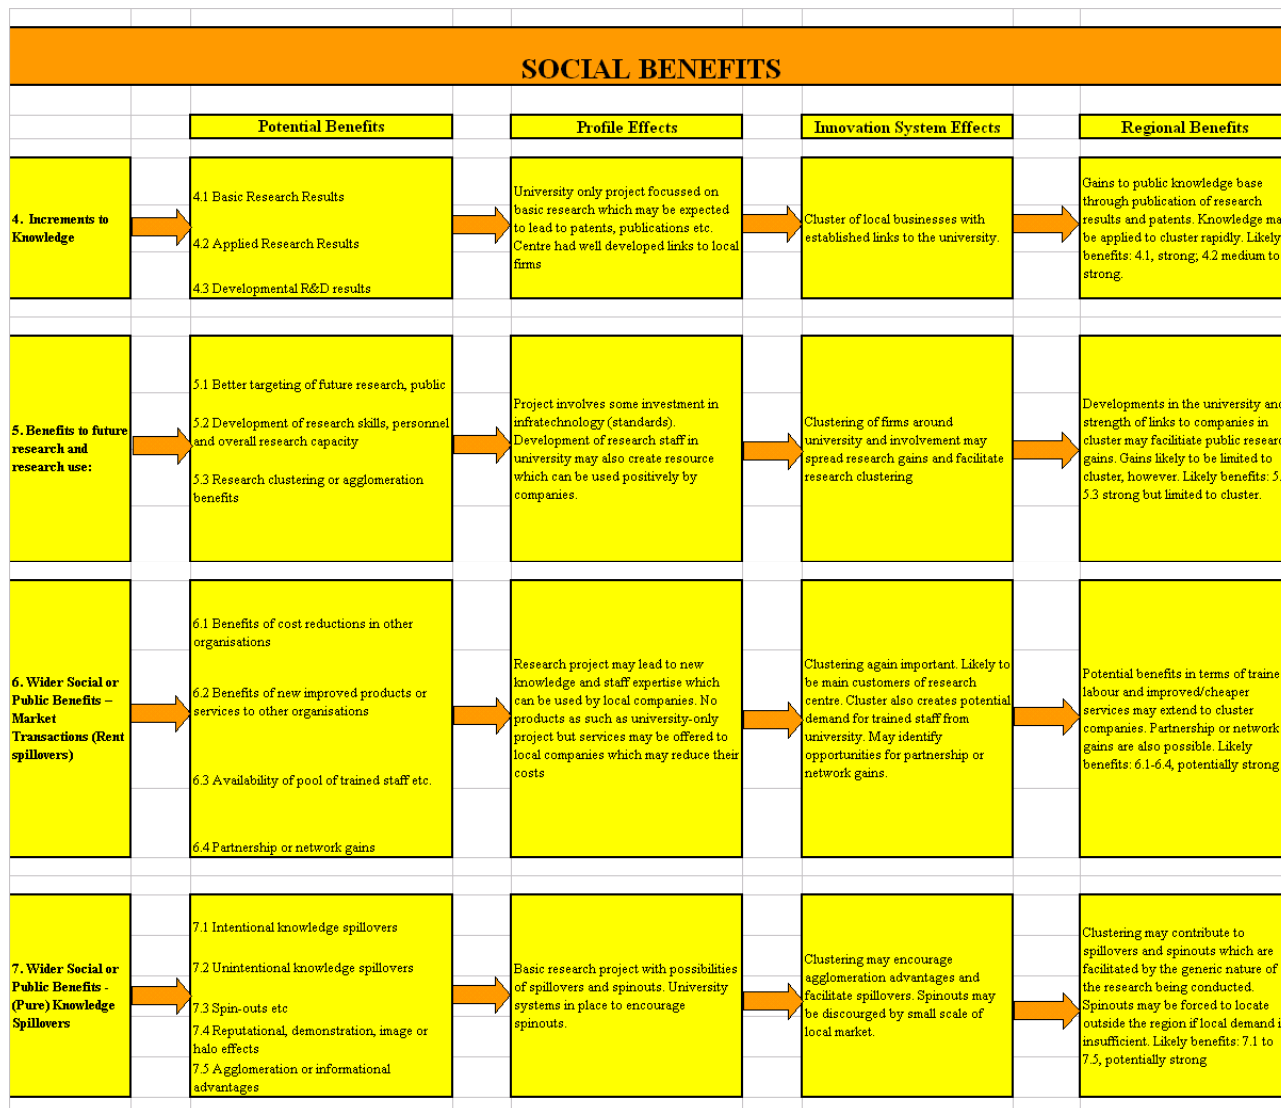 SOCIAL BENEFITS
Potential Benefits
Profile Effects
Innovation System Effects
Regional Benefits
4. Increments to
Knowledge
4.1 Basic Research Results
4.2 Applied Research Results
4.3 Developmental R&D results
University only project focussed on
basic research which may be expected
to lead to patents, publications etc.
Centre had well developed links to local
firms
Cluster of local businesses with
established links to the university.
Gains to public knowledge base
through publication of research
results and patents. Knowledge ma
be applied to cluster rapidly. Likely
benefits: 4.1, strong; 4.2 medium to
strong.
5. Benefits to future
research and
research use:
5.1 Better targeting of future research, public
5.2 Development of research skills, personnel
and overall research capacity
5.3 Research clustering or agglomeration
benefits
Project involves some investment in
infratechnology (standards).
Development of research staff in
university may also create resource
which can be used positively by
companies.
Clustering of firms around
university and involvement may
spread research gains and facilitate
research clustering
Developments in the university and
strength of links to companies in
cluster may facilitiate public researc
gains. Gains likely to be limited to
cluster, however. Likely benefits: 5.
5.3 strong but limited to cluster.
6. Wider Social or
Public Benefits –
Market
Transactions (Rent
spillovers)
6.1 Benefits of cost reductions in other
organisations
6.2 Benefits of new improved products or
services to other organisations
6.3 Availability of pool of trained staff etc.
6.4 Partnership or network gains
Research project may lead to new
knowledge and staff expertise which
can be used by local companies. No
products as such as university-only
project but services may be offered to
local companies which may reduce their
costs
Clustering again important. Likely to
be main customers of research
centre. Cluster also creates potential
demand for trained staff from
university. May identify
opportunities for partnership or
network gains.
Potential benefits in terms of traine
labour and improved/cheaper
services may extend to cluster
companies. Partnership or network
gains are also possible. Likely
benefits: 6.1-6.4, potentially strong
7. Wider Social or
Public Benefits -
(Pure) Knowledge
Spillovers
7.1 Intentional knowledge spillovers
7.2 Unintentional knowledge spillovers
7.3 Spin-outs etc
7.4 Reputational, demonstration, image or
halo effects
7.5 Agglomeration or informational
advantages
Basic research project with possibilities
of spillovers and spinouts. University
systems in place to encourage
spinouts.
Clustering may encourage
agglomeration advantages and
facilitate spillovers. Spinouts may
be discourged by small scale of
local market.
Clustering may contribute to
spillovers and spinouts which are
facilitated by the generic nature of
the research being conducted.
Spinouts may be forced to locate
outside the region if local demand i
insufficient. Likely benefits: 7.1 to
7.5, potentially strong